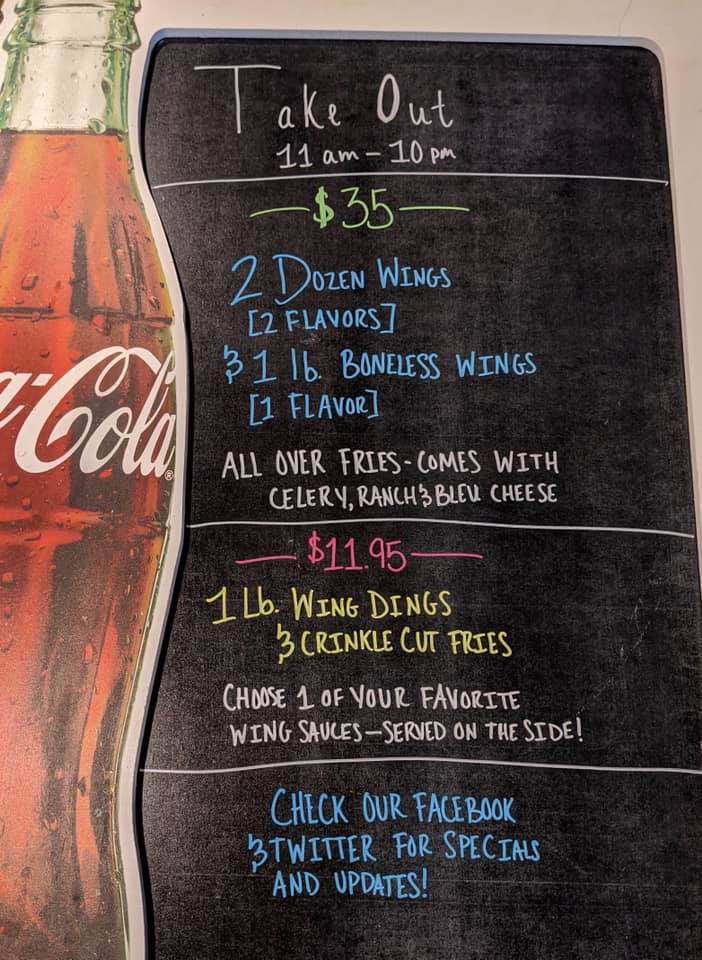 Take Out
11 am - 10 pm
$35
2 Dozen Wings
[2 FLAVORS]
& 1 lb. BONELESS WINGS
[1 FLAVOR]
ALL OVER FRIES - COMES WITH
CELERY, RANCH & BLEU CHEESE
$11.95
1 Lb. WING DINGS
& CRINKLE CUT FRIES
CHOOSE 1 OF YOUR FAVORITE
WING SAUCES - SERVED ON THE SIDE!
CHECK OUR FACEBOOK
& TWITTER FOR SPECIALS
AND UPDATES!
a-Cola®